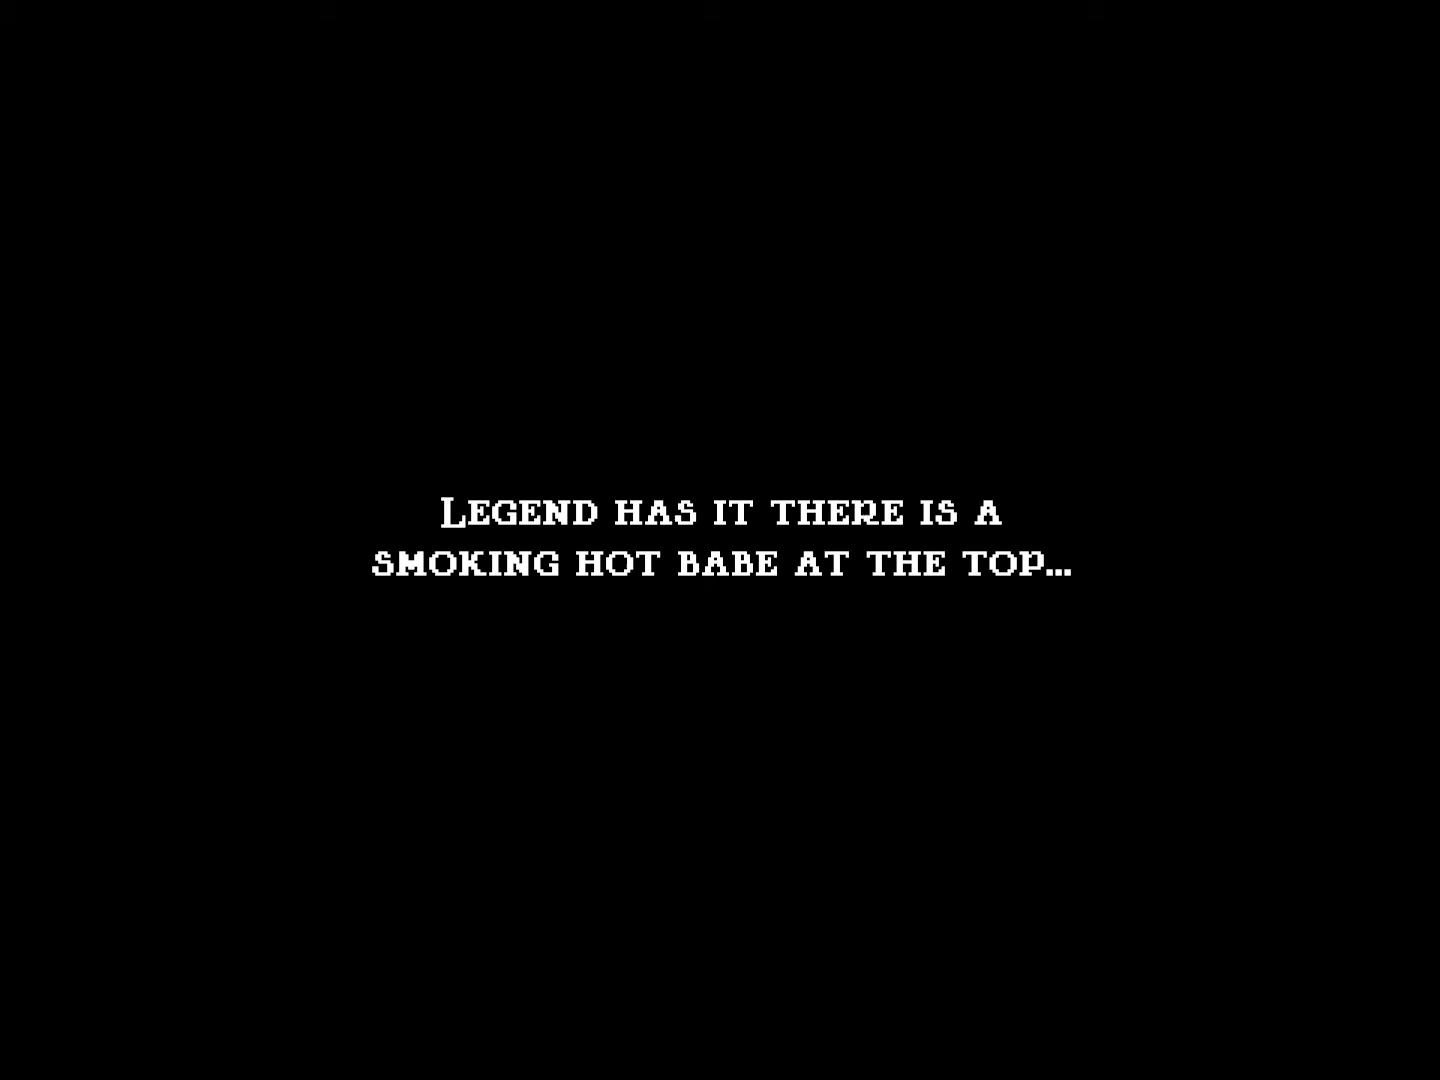 Legend has it there is a
smoking hot babe at the top...